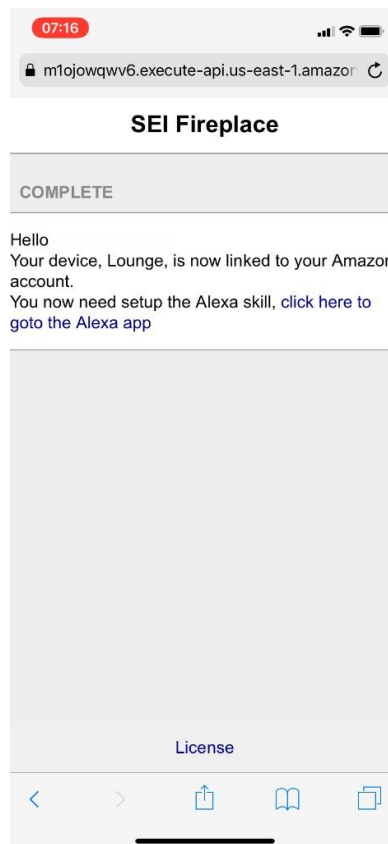 07:16
m1ojowqwv6.execute-api.us-east-1.amazon
SEI Fireplace
COMPLETE
Hello
Your device, Lounge, is now linked to your Amazon
account.
You now need setup the Alexa skill, click here to
goto the Alexa app
License